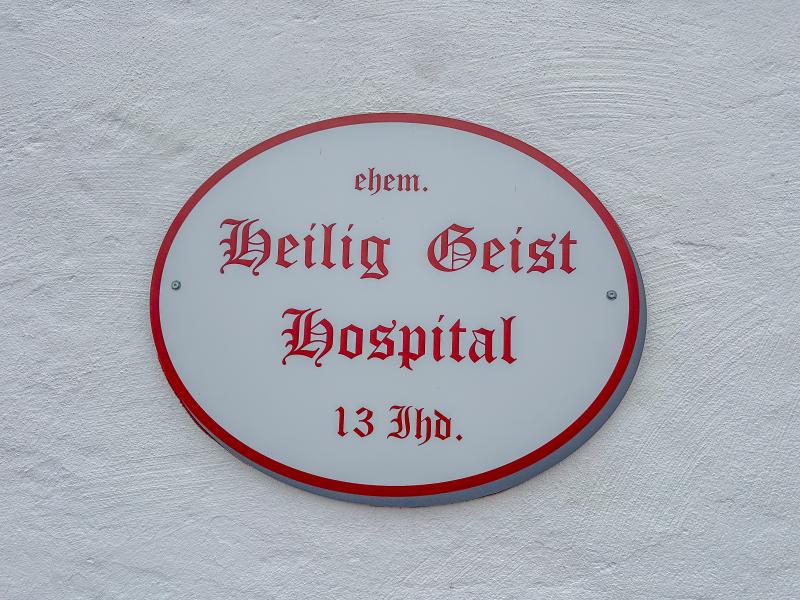 ehem.
Heilig Geist
Hospital
13 Jhd.